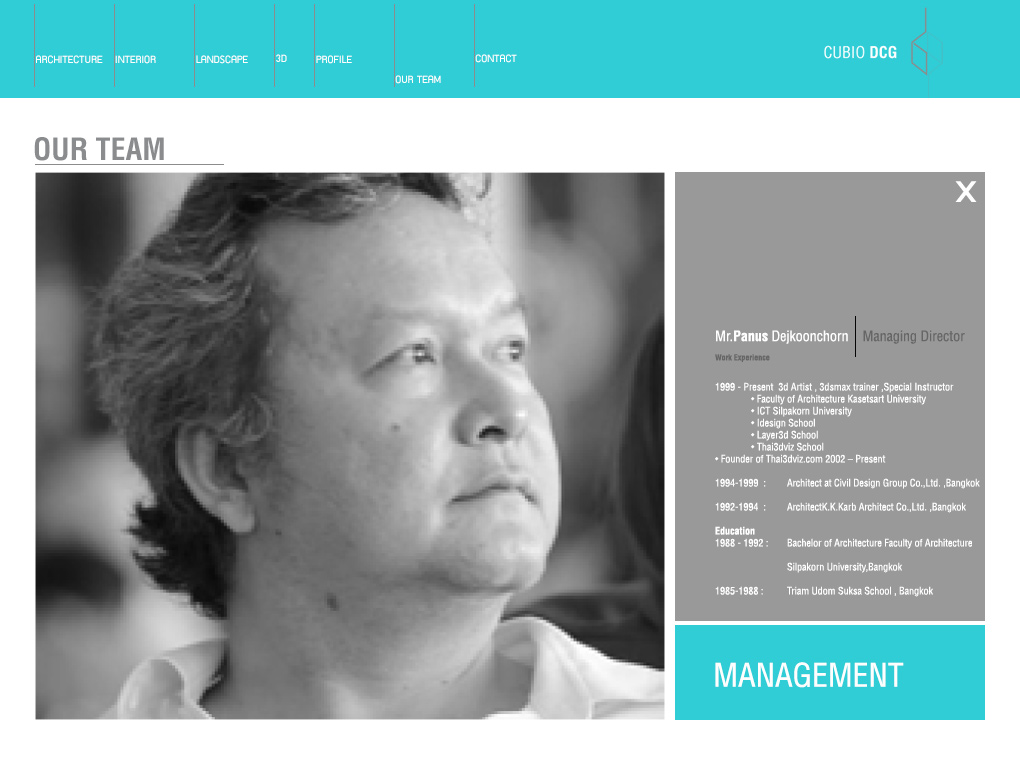 ARCHITECTURE INTERIOR LANDSCAPE 3D PROFILE OUR TEAM CONTACT
CUBIO DCG
OUR TEAM
X
Mr.Panus Dejkoonchorn Managing Director
Work Experience
1999 - Present 3d Artist , 3dsmax trainer ,Special Instructor
• Faculty of Architecture Kasetsart University
• ICT Silpakorn University
• Idesign School
• Layer3d School
• Thai3dviz School
• Founder of Thai3dviz.com 2002 – Present
1994-1999 : Architect at Civil Design Group Co.,Ltd. ,Bangkok
1992-1994 : ArchitectK.K.Karb Architect Co.,Ltd. ,Bangkok
Education
1988 - 1992 : Bachelor of Architecture Faculty of Architecture
Silpakorn University,Bangkok
1985-1988 : Triam Udom Suksa School , Bangkok
MANAGEMENT